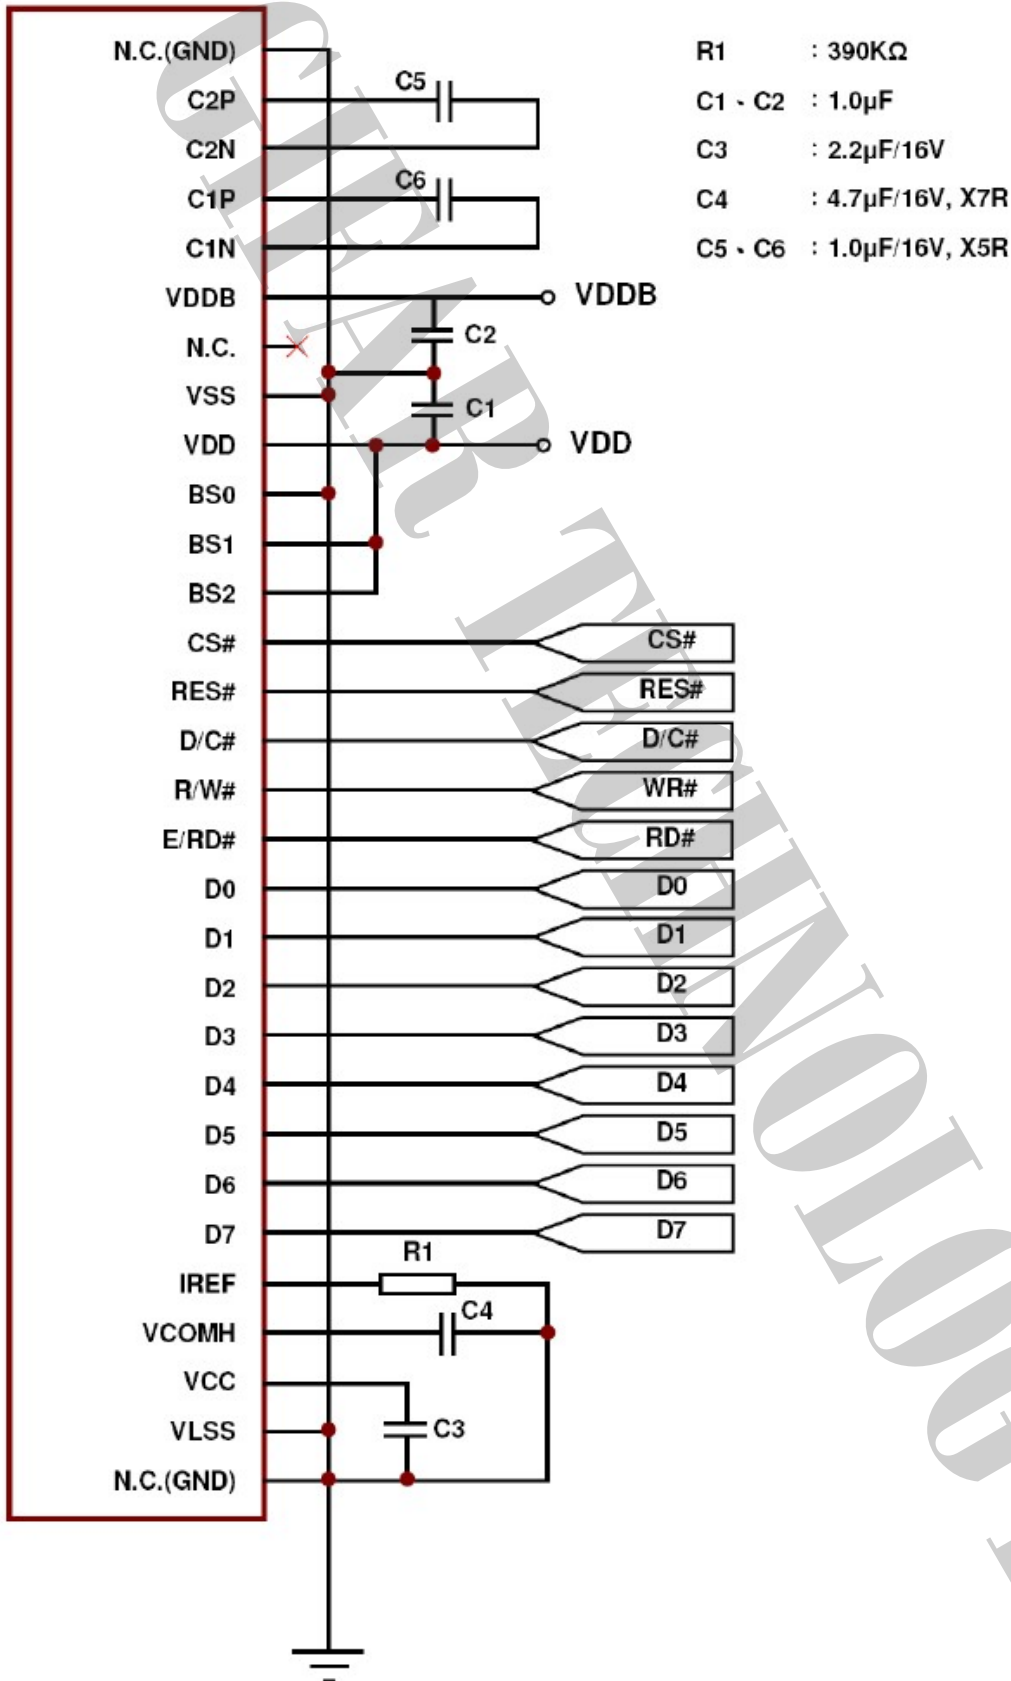 N.C.(GND)
C2P
C2N
C1P
C1N
VDDB
N.C.
VSS
VDD
BS0
BS1
BS2
CS#
RES#
D/C#
R/W#
E/RD#
D0
D1
D2
D3
D4
D5
D6
D7
IREF
VCOMH
VCC
VLSS
N.C.(GND)
C5
C6
VDDB
C2
C1
VDD
CS#
RES#
D/C#
WR#
RD#
D0
D1
D2
D3
D4
D5
D6
D7
R1
C4
C3
R1 : 390KΩ
C1、C2 : 1.0μF
C3 : 2.2μF/16V
C4 : 4.7μF/16V, X7R
C5、C6 : 1.0μF/16V, X5R